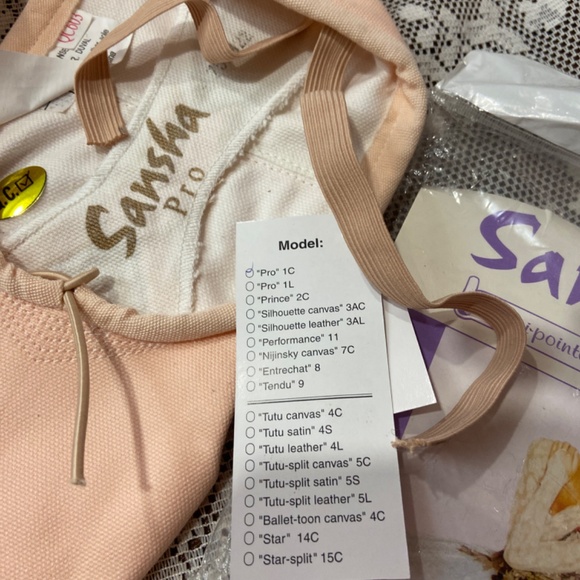 Sansha
Pro
.C.
Model:
"Pro" 1C
"Pro" 1L
"Prince" 2C
"Silhouette canvas" 3AC
"Silhouette leather" 3AL
"Performance" 11
"Nijinsky canvas" 7C
"Entrechat" 8
"Tendu" 9
"Tutu canvas" 4C
"Tutu satin" 4S
"Tutu leather" 4L
"Tutu-split canvas" 5C
"Tutu-split satin" 5S
"Tutu-split leather" 5L
"Ballet-toon canvas" 4C
"Star" 14C
"Star-split" 15C
San
i·point